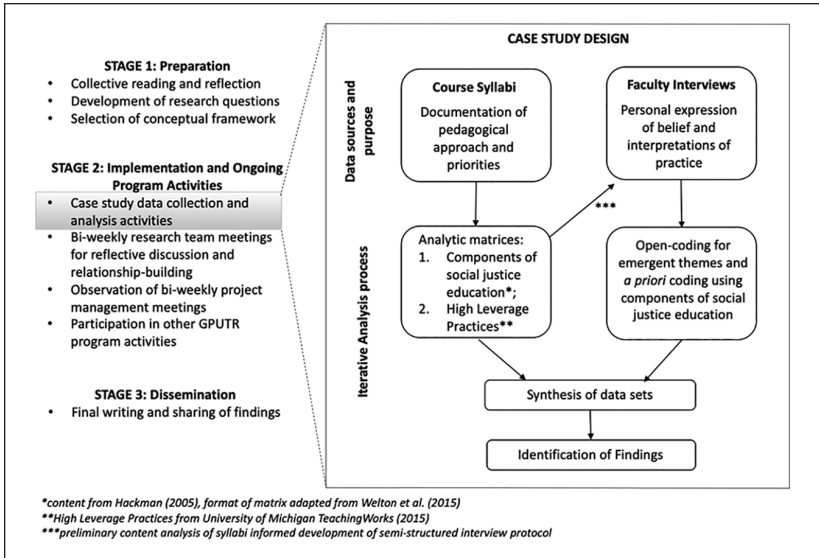 STAGE 1: Preparation
• Collective reading and reflection
• Development of research questions
• Selection of conceptual framework
STAGE 2: Implementation and Ongoing
Program Activities
• Case study data collection and
analysis activities
• Bi-weekly research team meetings
for reflective discussion and
relationship-building
• Observation of bi-weekly project
management meetings
• Participation in other GPUTR
program activities
STAGE 3: Dissemination
• Final writing and sharing of findings
CASE STUDY DESIGN
Data sources and
purpose
Course Syllabi
Documentation of
pedagogical
approach and
priorities
Faculty Interviews
Personal expression
of belief and
interpretations of
practice
***
Iterative Analysis process
Analytic matrices:
1. Components of
social justice
education*;
2. High Leverage
Practices**
Open-coding for
emergent themes and
a priori coding using
components of social
justice education
Synthesis of data sets
Identification of Findings
*content from Hackman (2005), format of matrix adapted from Welton et al. (2015)
**High Leverage Practices from University of Michigan TeachingWorks (2015)
***preliminary content analysis of syllabi informed development of semi-structured interview protocol